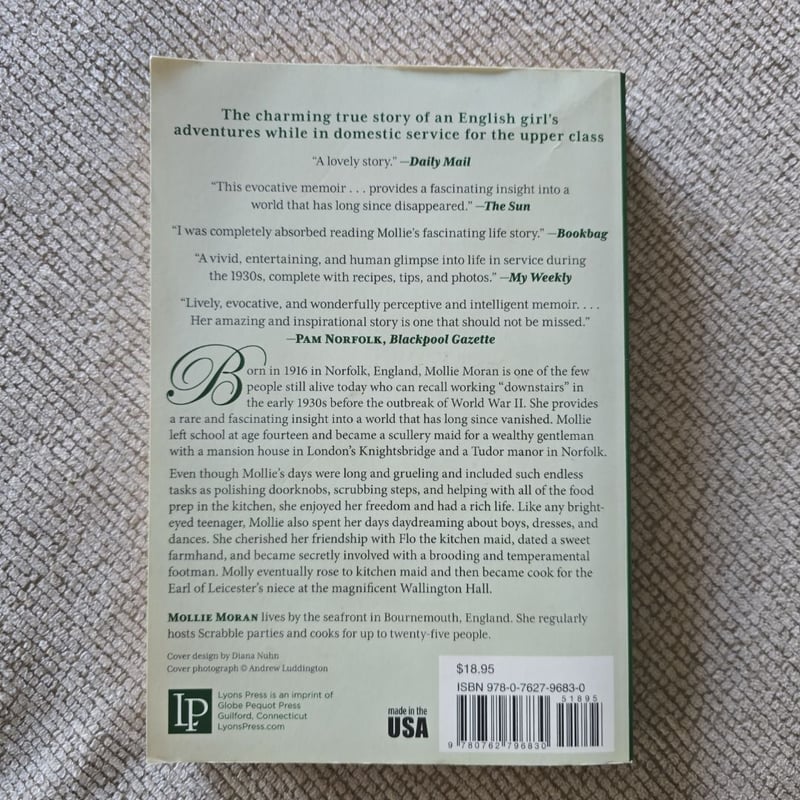 The charming true story of an English girl's
adventures while in domestic service for the upper class
"A lovely story." —Daily Mail
"This evocative memoir . . . provides a fascinating insight into a
world that has long since disappeared." —The Sun
"I was completely absorbed reading Mollie's fascinating life story." —Bookbag
"A vivid, entertaining, and human glimpse into life in service during
the 1930s, complete with recipes, tips, and photos." —My Weekly
"Lively, evocative, and wonderfully perceptive and intelligent memoir. . . .
Her amazing and inspirational story is one that should not be missed."
—Pam Norfolk, Blackpool Gazette
Born in 1916 in Norfolk, England, Mollie Moran is one of the few
people still alive today who can recall working "downstairs" in
the early 1930s before the outbreak of World War II. She provides
a rare and fascinating insight into a world that has long since vanished. Mollie
left school at age fourteen and became a scullery maid for a wealthy gentleman
with a mansion house in London's Knightsbridge and a Tudor manor in Norfolk.
Even though Mollie's days were long and grueling and included such endless
tasks as polishing doorknobs, scrubbing steps, and helping with all of the food
prep in the kitchen, she enjoyed her freedom and had a rich life. Like any bright-
eyed teenager, Mollie also spent her days daydreaming about boys, dresses, and
dances. She cherished her friendship with Flo the kitchen maid, dated a sweet
farmhand, and became secretly involved with a brooding and temperamental
footman. Molly eventually rose to kitchen maid and then became cook for the
Earl of Leicester's niece at the magnificent Wallington Hall.
Mollie Moran lives by the seafront in Bournemouth, England. She regularly
hosts Scrabble parties and cooks for up to twenty-five people.
Cover design by Diana Nuhn
Cover photograph © Andrew Luddington
LP
Lyons Press is an imprint of
Globe Pequot Press
Guilford, Connecticut
LyonsPress.com
made in the
USA
$18.95
ISBN 978-0-7627-9683-0
51895
9 780762 796830